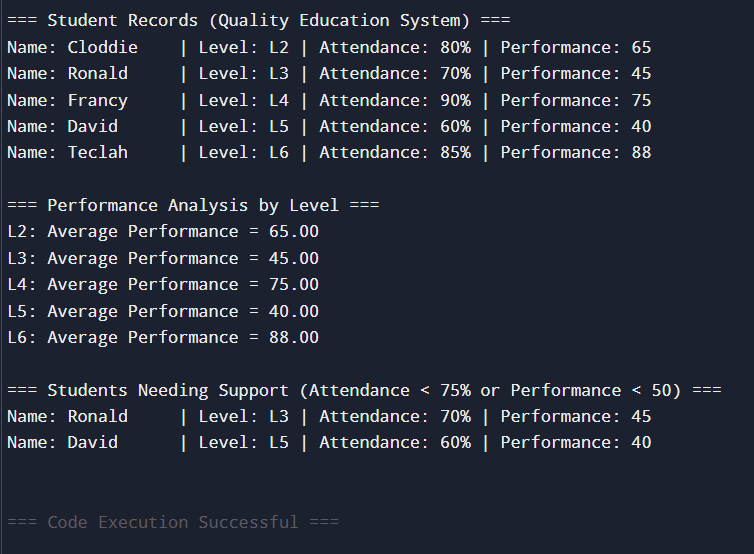 === Student Records (Quality Education System) ===
Name: Cloddie    | Level: L2 | Attendance: 80% | Performance: 65
Name: Ronald     | Level: L3 | Attendance: 70% | Performance: 45
Name: Francy     | Level: L4 | Attendance: 90% | Performance: 75
Name: David      | Level: L5 | Attendance: 60% | Performance: 40
Name: Teclah     | Level: L6 | Attendance: 85% | Performance: 88

=== Performance Analysis by Level ===
L2: Average Performance = 65.00
L3: Average Performance = 45.00
L4: Average Performance = 75.00
L5: Average Performance = 40.00
L6: Average Performance = 88.00

=== Students Needing Support (Attendance < 75% or Performance < 50) ===
Name: Ronald     | Level: L3 | Attendance: 70% | Performance: 45
Name: David      | Level: L5 | Attendance: 60% | Performance: 40

=== Code Execution Successful ===